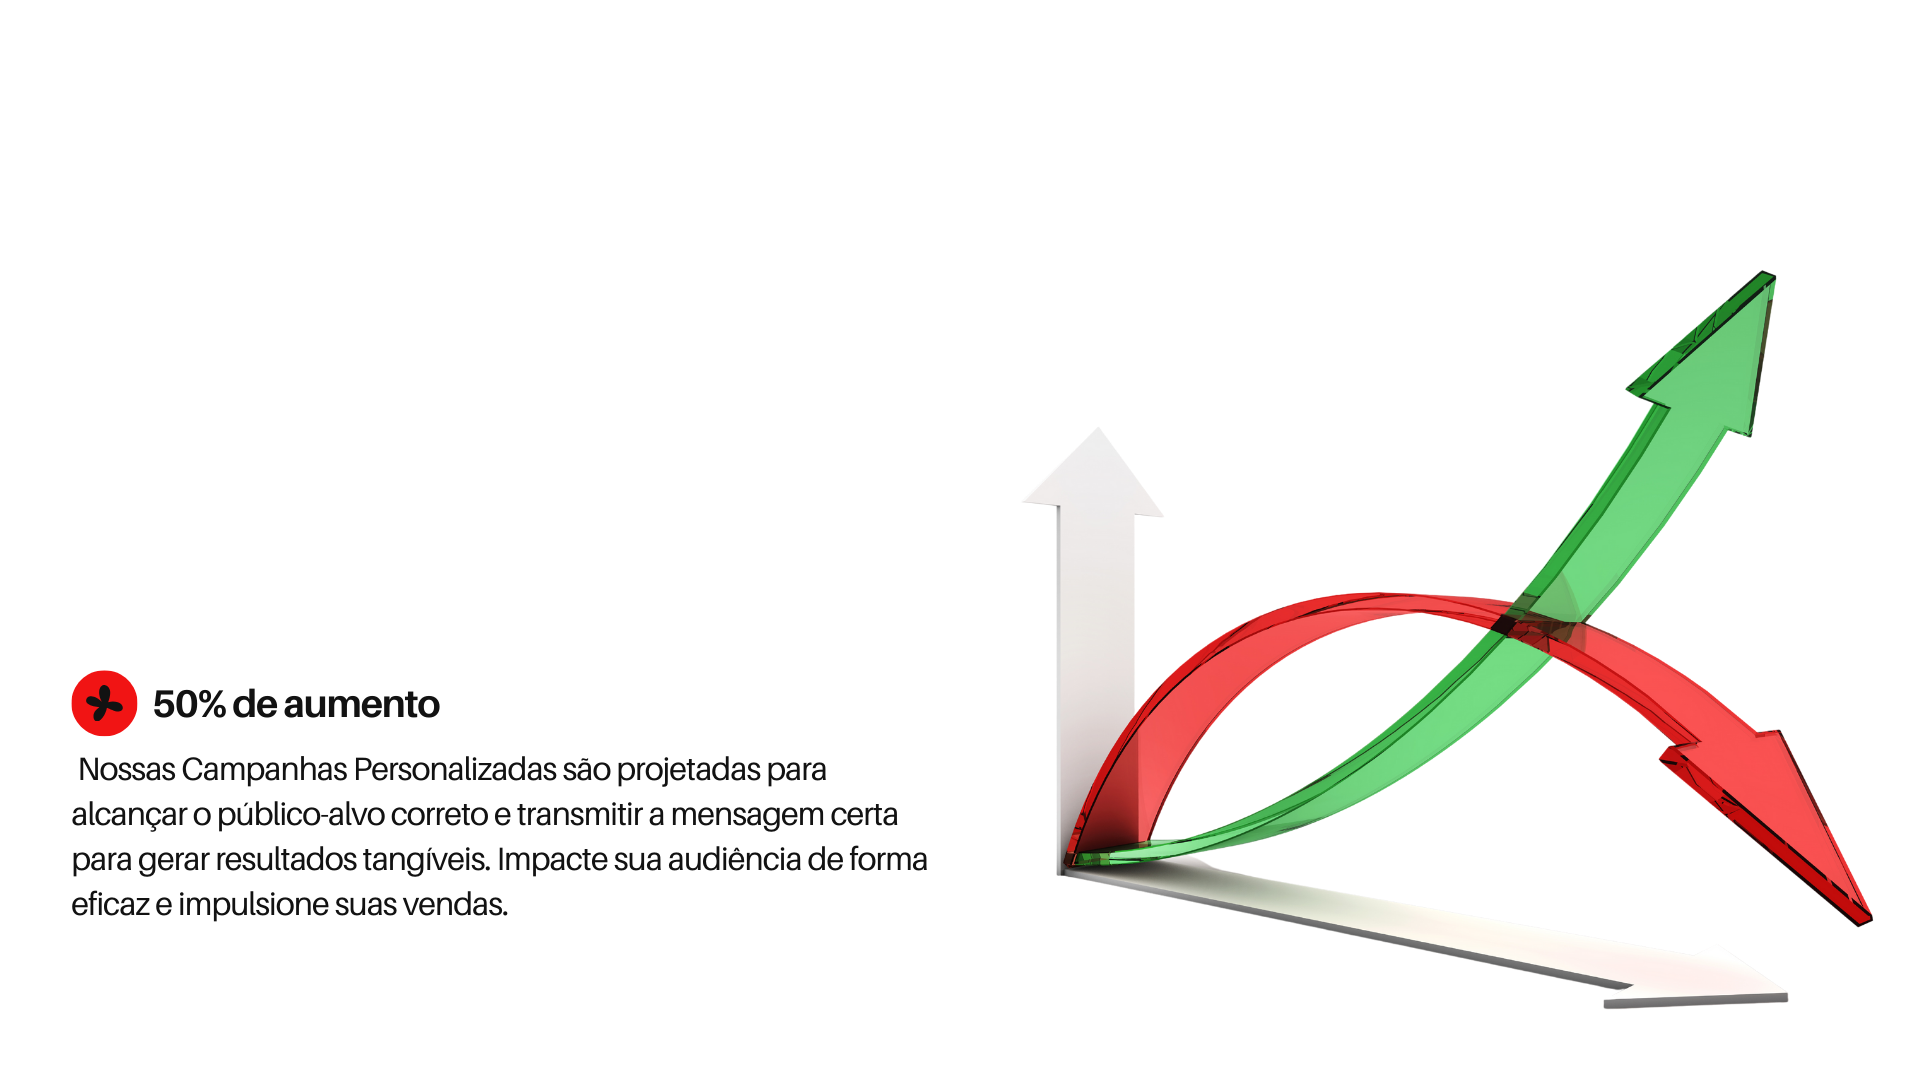 50% de aumento
Nossas Campanhas Personalizadas são projetadas para
alcançar o público-alvo correto e transmitir a mensagem certa
para gerar resultados tangíveis. Impacte sua audiência de forma
eficaz e impulsione suas vendas.